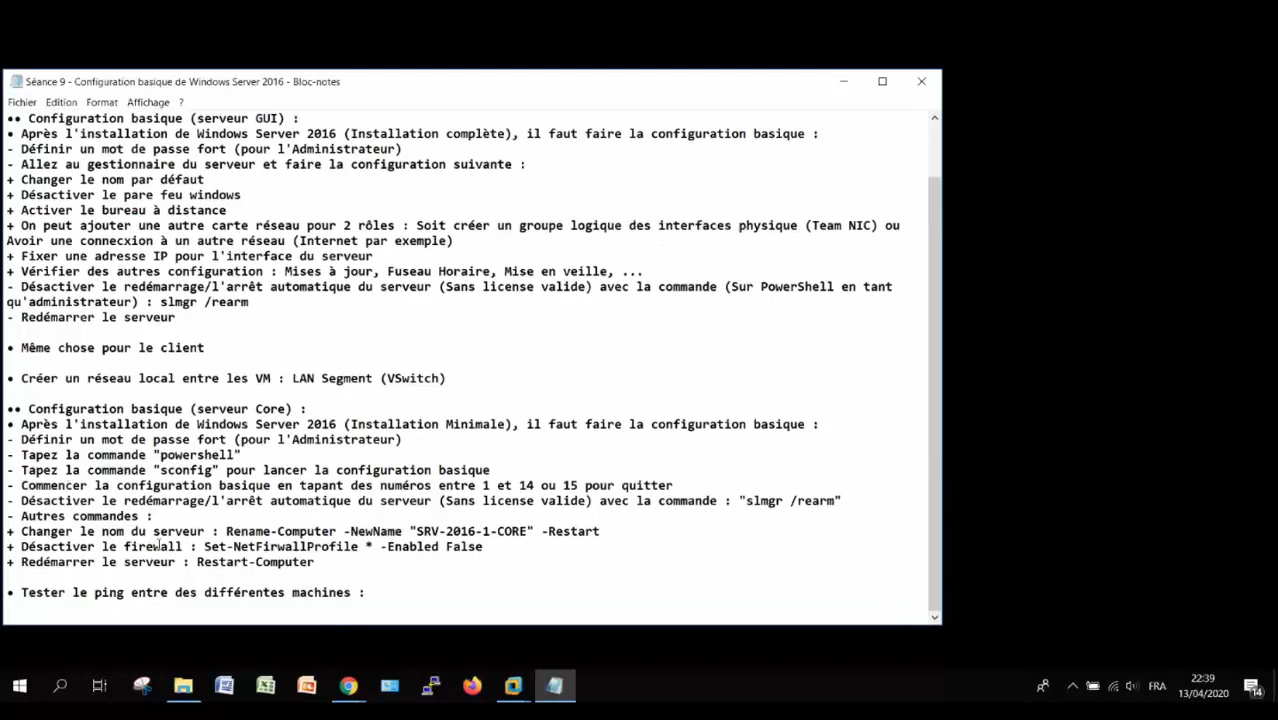 Séance 9 - Configuration basique de Windows Server 2016 - Bloc-notes
Fichier Edition Format Affichage ?
•• Configuration basique (serveur GUI) :
• Après l'installation de Windows Server 2016 (Installation complète), il faut faire la configuration basique :
- Définir un mot de passe fort (pour l'Administrateur)
- Allez au gestionnaire du serveur et faire la configuration suivante :
+ Changer le nom par défaut
+ Désactiver le pare feu windows
+ Activer le bureau à distance
+ On peut ajouter une autre carte réseau pour 2 rôles : Soit créer un groupe logique des interfaces physique (Team NIC) ou
Avoir une connecxion à un autre réseau (Internet par exemple)
+ Fixer une adresse IP pour l'interface du serveur
+ Vérifier des autres configuration : Mises à jour, Fuseau Horaire, Mise en veille, ...
- Désactiver le redémarrage/l'arrêt automatique du serveur (Sans license valide) avec la commande (Sur PowerShell en tant
qu'administrateur) : slmgr /rearm
- Redémarrer le serveur
• Même chose pour le client
• Créer un réseau local entre les VM : LAN Segment (VSwitch)
•• Configuration basique (serveur Core) :
• Après l'installation de Windows Server 2016 (Installation Minimale), il faut faire la configuration basique :
- Définir un mot de passe fort (pour l'Administrateur)
- Tapez la commande "powershell"
- Tapez la commande "sconfig" pour lancer la configuration basique
- Commencer la configuration basique en tapant des numéros entre 1 et 14 ou 15 pour quitter
- Désactiver le redémarrage/l'arrêt automatique du serveur (Sans license valide) avec la commande : "slmgr /rearm"
- Autres commandes :
+ Changer le nom du serveur : Rename-Computer -NewName "SRV-2016-1-CORE" -Restart
+ Désactiver le firewall : Set-NetFirwallProfile * -Enabled False
+ Redémarrer le serveur : Restart-Computer
• Tester le ping entre des différentes machines :
FRA
22:39
13/04/2020
14